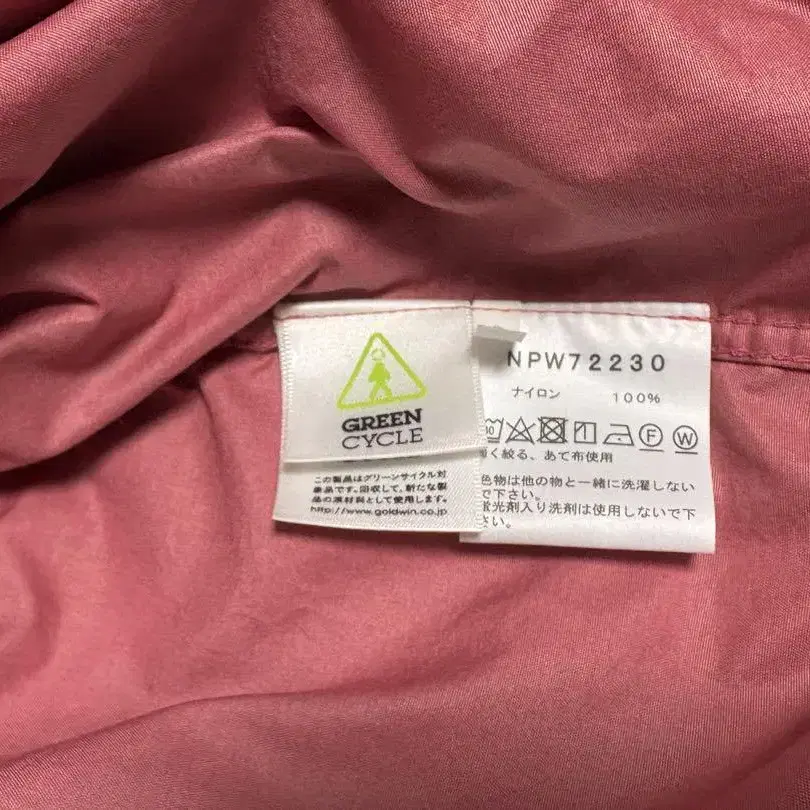 GREEN
CYCLE
この製品はグリーンサイクル対
象品です。回収して、新たな製
品の原材料として使用します。
http://www.goldwin.co.jp
NPW72230
ナイロン 100%
く絞る、あて布使用
色物は他の物と一緒に洗濯しない
で下さい。
蛍光剤入り洗剤は使用しないで下
さい。